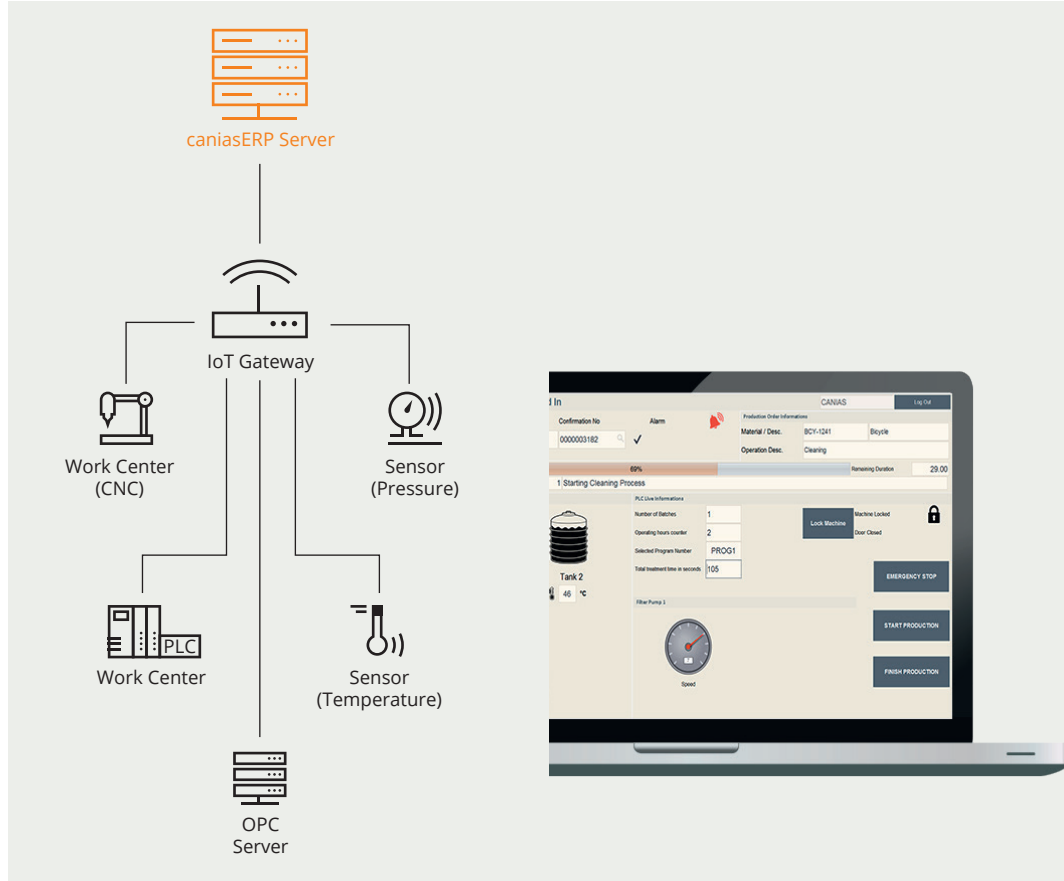 caniasERP Server
IoT Gateway
Work Center
(CNC)
Sensor
(Pressure)
PLC
Work Center
Sensor
(Temperature)
OPC
Server
d In
CANIAS
Log Out
Confirmation No
Alarm
Production Order Informations
0000003182
Material / Desc.
BCY-1241
Bicycle
Operation Desc.
Cleaning
69%
Remaining Duration
29.00
1 Starting Cleaning Process
PLC Live Informations
Number of Batches
1
Operating hours counter
2
Selected Program Number
PROG1
Total treatment time in seconds
105
Lock Machine
Machine Locked
Door Closed
Tank 2
46 °C
EMERGENCY STOP
Filter Pump 1
START PRODUCTION
7
Speed
FINISH PRODUCTION